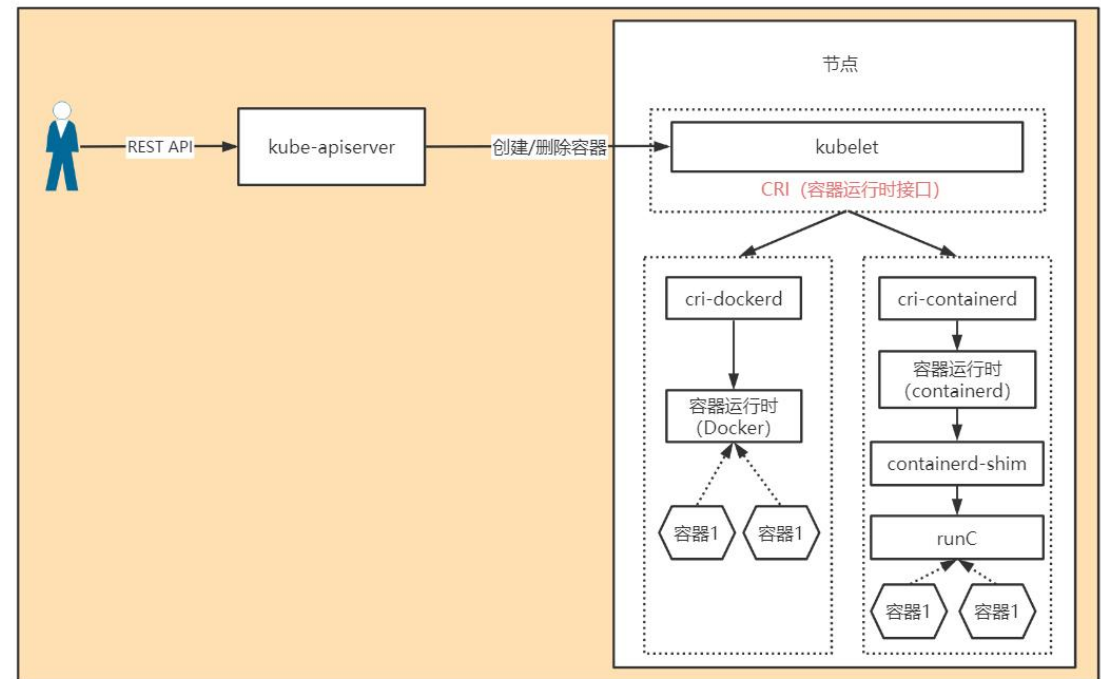 节点
REST API
kube-apiserver
创建/删除容器
kubelet
CRI（容器运行时接口）
cri-dockerd
容器运行时
（Docker）
容器1
容器1
cri-containerd
容器运行时
（containerd）
containerd-shim
runC
容器1
容器1